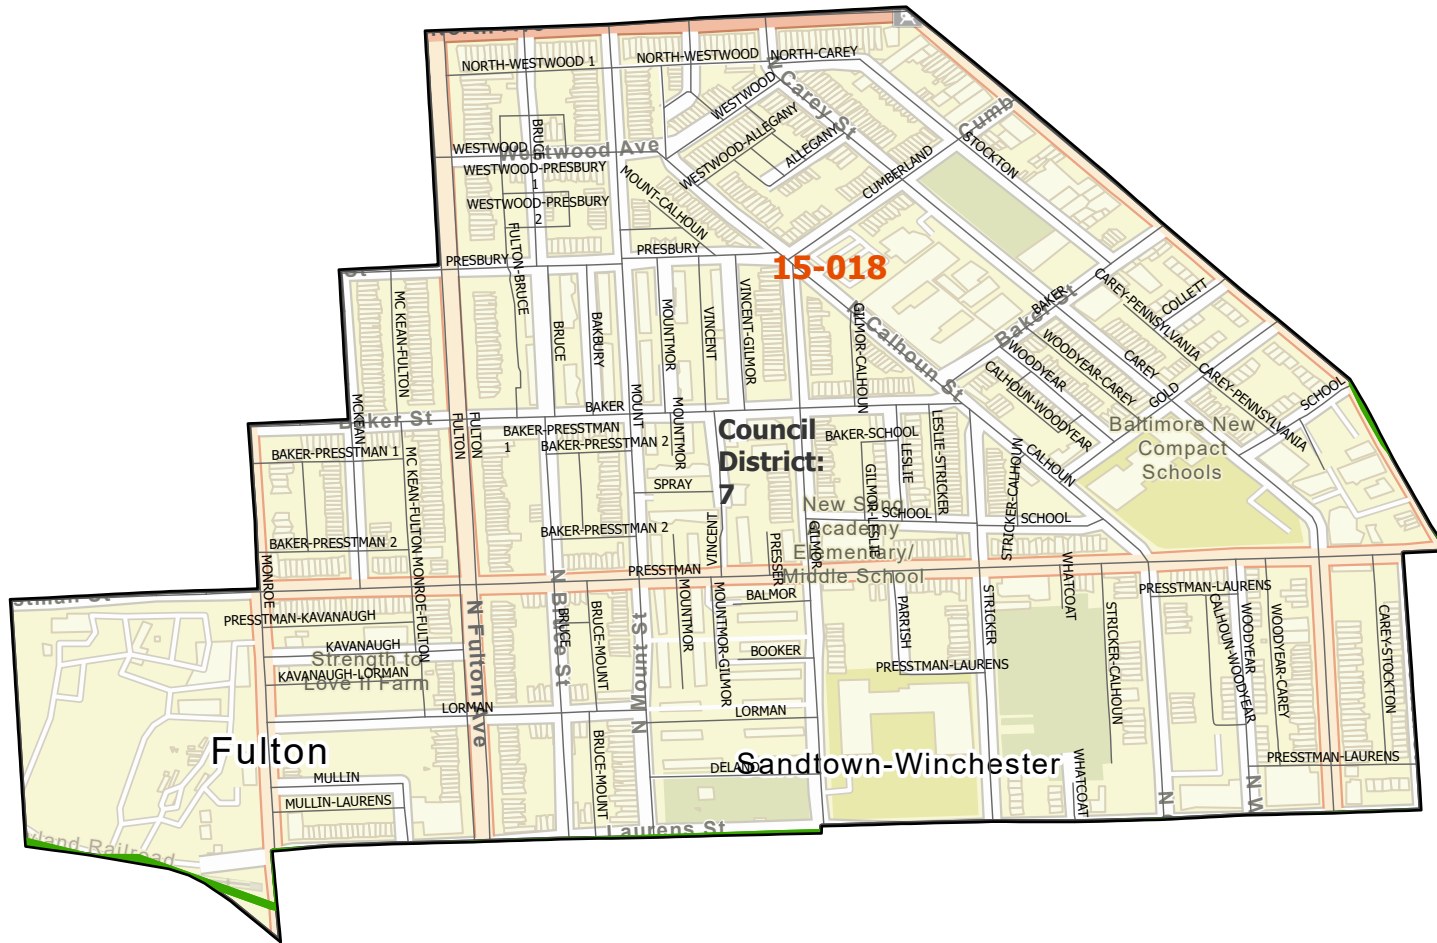 North Ave
NORTH-WESTWOOD 1
NORTH-WESTWOOD
NORTH-CAREY
N Carey St
WESTWOOD
Cumb
BRUCE
WESTWOOD
Westwood Ave
WESTWOOD-ALLEGANY
ALLEGANY
STOCKTON
WESTWOOD-PRESBURY
1
WESTWOOD-PRESBURY
2
MOUNT-CALHOUN
CUMBERLAND
FULTON-BRUCE
PRESBURY
PRESBURY
St
15-018
MC KEAN-FULTON
BRUCE
BAKBURY
MOUNTMOR
VINCENT
VINCENT-GILMOR
GILMOR-CALHOUN
N Calhoun St
BAKER
Baker St
CAREY-PENNSYLVANIA
COLLETT
WOODYEAR
WOODYEAR-CAREY
CAREY
CALHOUN-WOODYEAR
GOLD
CAREY-PENNSYLVANIA
SCHOOL
MCKEAN
Baker St
FULTON
FULTON
BAKER
MOUNT
MOUNTMOR
BAKER-PRESSTMAN
1
BAKER-PRESSTMAN 2
Council
District:
7
BAKER-SCHOOL
LESLIE
LESLIE-STRICKER
STRICKER-CALHOUN
CALHOUN
Baltimore New
Compact
Schools
BAKER-PRESSTMAN 1
MC KEAN-FULTON
SPRAY
GILMOR-LESLIE
New Song
Academy
Elementary/
Middle School
SCHOOL
SCHOOL
BAKER-PRESSTMAN 2
BAKER-PRESSTMAN 2
VINCENT
PRESSER
GILMOR
MONROE
MONROE-FULTON
PRESSTMAN
WHATCOAT
PRESSTMAN-LAURENS
stman St
PRESSTMAN-KAVANAUGH
N Bruce St
BRUCE
BRUCE-MOUNT
N Mount St
MOUNTMOR
MOUNTMOR-GILMOR
BALMOR
PARRISH
STRICKER
STRICKER-CALHOUN
CALHOUN-WOODYEAR
WOODYEAR
WOODYEAR-CAREY
CAREY-STOCKTON
KAVANAUGH
Strength to
Love II Farm
KAVANAUGH-LORMAN
N Fulton Ave
BOOKER
PRESSTMAN-LAURENS
LORMAN
LORMAN
Fulton
BRUCE-MOUNT
DELANO
Sandtown-Winchester
WHATCOAT
PRESSTMAN-LAURENS
MULLIN
MULLIN-LAURENS
N
N W
Laurens St
yland Railroad